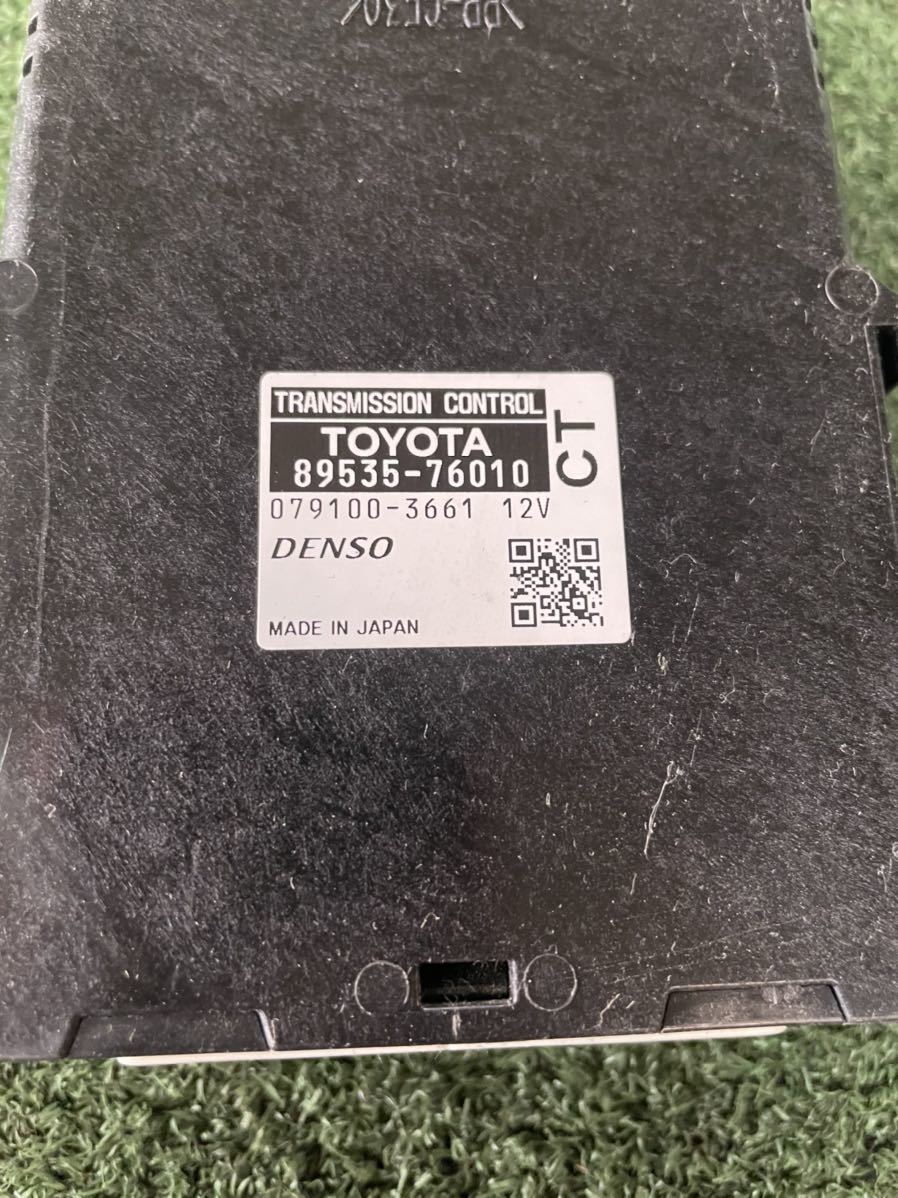 TRANSMISSION CONTROL
TOYOTA
89535-76010
CT
079100-3661 12V
DENSO
MADE IN JAPAN